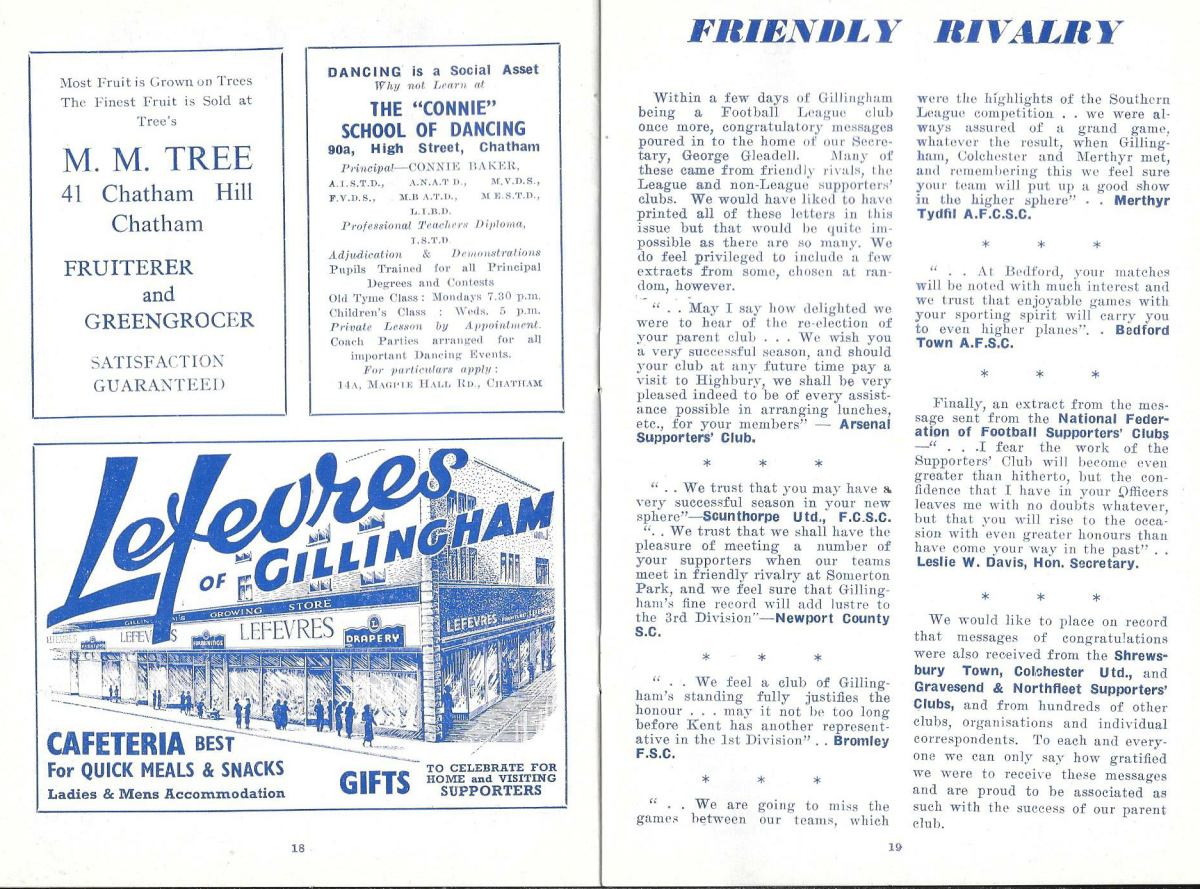 Most Fruit is Grown on Trees
The Finest Fruit is Sold at
Tree's
M. M. TREE
41 Chatham Hill
Chatham
FRUITERER
and
GREENGROCER
SATISFACTION
GUARANTEED
DANCING is a Social Asset
Why not Learn at
THE "CONNIE"
SCHOOL OF DANCING
90a, High Street, Chatham
Principal—CONNIE BAKER,
A.I.S.T.D., A.N.A.T D., M.V.D.S.,
F.V.D.S., M.B A.T.D., M E.S.T.D.,
L.I.B.D.
Professional Teachers Diploma,
I.S.T.D.
Adjudication & Demonstrations
Pupils Trained for all Principal
Degrees and Contests
Old Tyme Class : Mondays 7.30 p.m.
Children's Class : Weds. 5 p.m.
Private Lesson by Appointment.
Coach Parties arranged for all
important Dancing Events.
For particulars apply :
14A, MAGPIE HALL RD., CHATHAM
Lefevres
OF GILLINGHAM
GILLINGHAM'S GROWING STORE
LEFEVRES
LEFEVRES
DRAPERY
LEFEVRES
CAFETERIA BEST
For QUICK MEALS & SNACKS
Ladies & Mens Accommodation
GIFTS TO CELEBRATE FOR
HOME and VISITING
SUPPORTERS
18
FRIENDLY RIVALRY
Within a few days of Gillingham
being a Football League club
once more, congratulatory messages
poured in to the home of our Secre-
tary, George Gleadell. Many of
these came from friendly rivals, the
League and non-League supporters'
clubs. We would have liked to have
printed all of these letters in this
issue but that would be quite im-
possible as there are so many. We
do feel privileged to include a few
extracts from some, chosen at ran-
dom, however.
" . . May I say how delighted we
were to hear of the re-election of
your parent club . . . We wish you
a very successful season, and should
your club at any future time pay a
visit to Highbury, we shall be very
pleased indeed to be of every assist-
ance possible in arranging lunches,
etc., for your members" — Arsenal
Supporters' Club.
* * *
" . . We trust that you may have a
very successful season in your new
sphere"—Scunthorpe Utd., F.C.S.C.
". . We trust that we shall have the
pleasure of meeting a number of
your supporters when our teams
meet in friendly rivalry at Somerton
Park, and we feel sure that Gilling-
ham's fine record will add lustre to
the 3rd Division"—Newport County
S.C.
* * *
" . . We feel a club of Gilling-
ham's standing fully justifies the
honour . . . may it not be too long
before Kent has another represent-
ative in the 1st Division" . . Bromley
F.S.C.
* * *
" . . We are going to miss the
games between our teams, which
were the highlights of the Southern
League competition . . we were al-
ways assured of a grand game,
whatever the result, when Gilling-
ham, Colchester and Merthyr met,
and remembering this we feel sure
your team will put up a good show
in the higher sphere" . . Merthyr
Tydfil A.F.C.S.C.
* * *
" . . At Bedford, your matches
will be noted with much interest and
we trust that enjoyable games with
your sporting spirit will carry you
to even higher planes". . Bedford
Town A.F.S.C.
* * *
Finally, an extract from the mes-
sage sent from the National Feder-
ation of Football Supporters' Clubs
—" . . .I fear the work of the
Supporters' Club will become even
greater than hitherto, but the con-
fidence that I have in your Officers
leaves me with no doubts whatever,
but that you will rise to the occa-
sion with even greater honours than
have come your way in the past" . .
Leslie W. Davis, Hon. Secretary.
* * *
We would like to place on record
that messages of congratulations
were also received from the Shrews-
bury Town, Colchester Utd., and
Gravesend & Northfleet Supporters'
Clubs, and from hundreds of other
clubs, organisations and individual
correspondents. To each and every-
one we can only say how gratified
we were to receive these messages
and are proud to be associated as
such with the success of our parent
club.
19